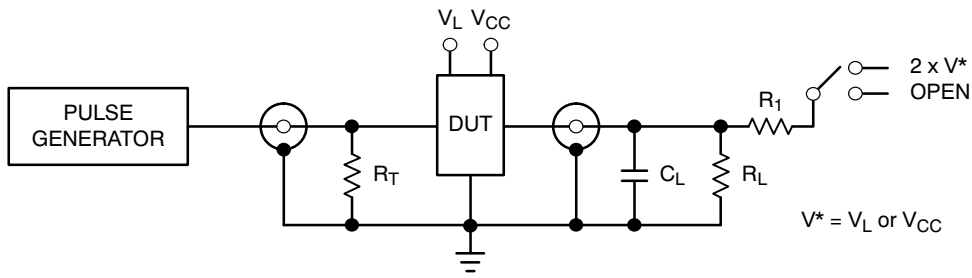 V_L V_CC
2 x V*
OPEN
PULSE
GENERATOR
DUT
R_1
R_T
C_L
R_L
V* = V_L or V_CC